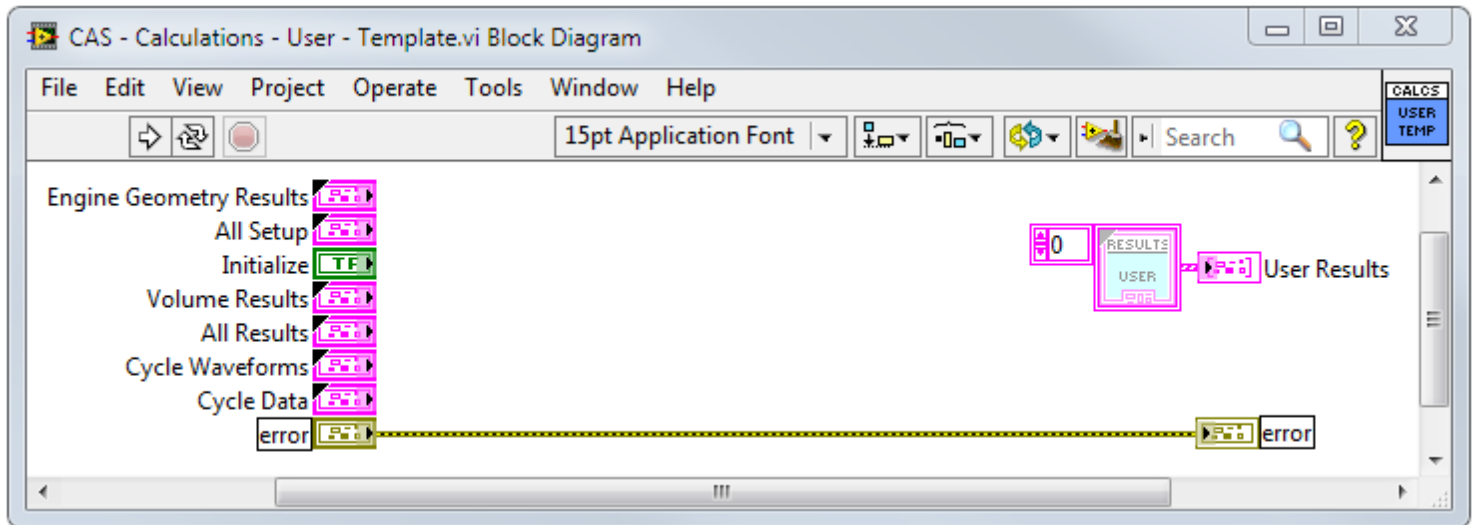 CAS - Calculations - User - Template.vi Block Diagram
File Edit View Project Operate Tools Window Help
CALCS
USER
TEMP
15pt Application Font
Search
Engine Geometry Results
All Setup
Initialize TF
Volume Results
All Results
Cycle Waveforms
Cycle Data
error
0
RESULTS
USER
User Results
error